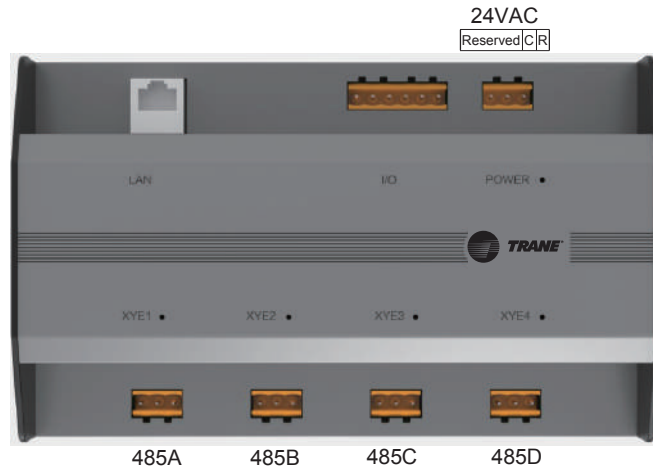 24VAC
Reserved C R
LAN I/O POWER
TRANE
XYE1 XYE2 XYE3 XYE4
485A 485B 485C 485D